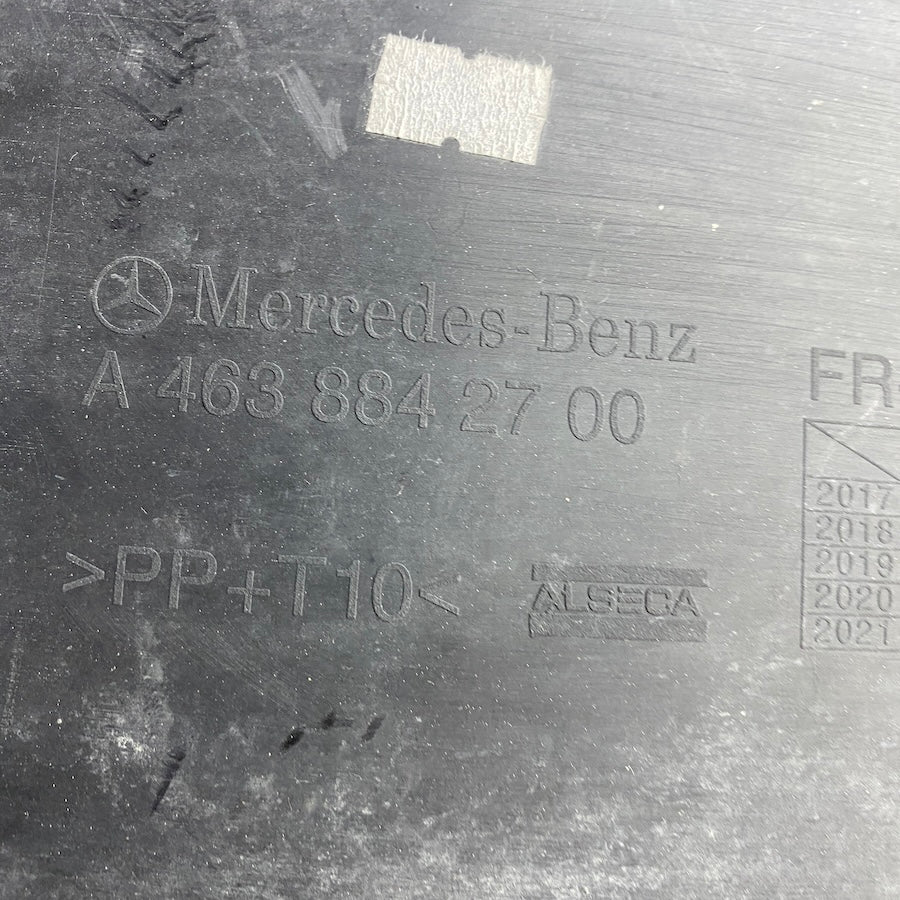 Mercedes-Benz
A 463 884 27 00
>PP+T10<
ALSECA
FR-
2017
2018
2019
2020
2021